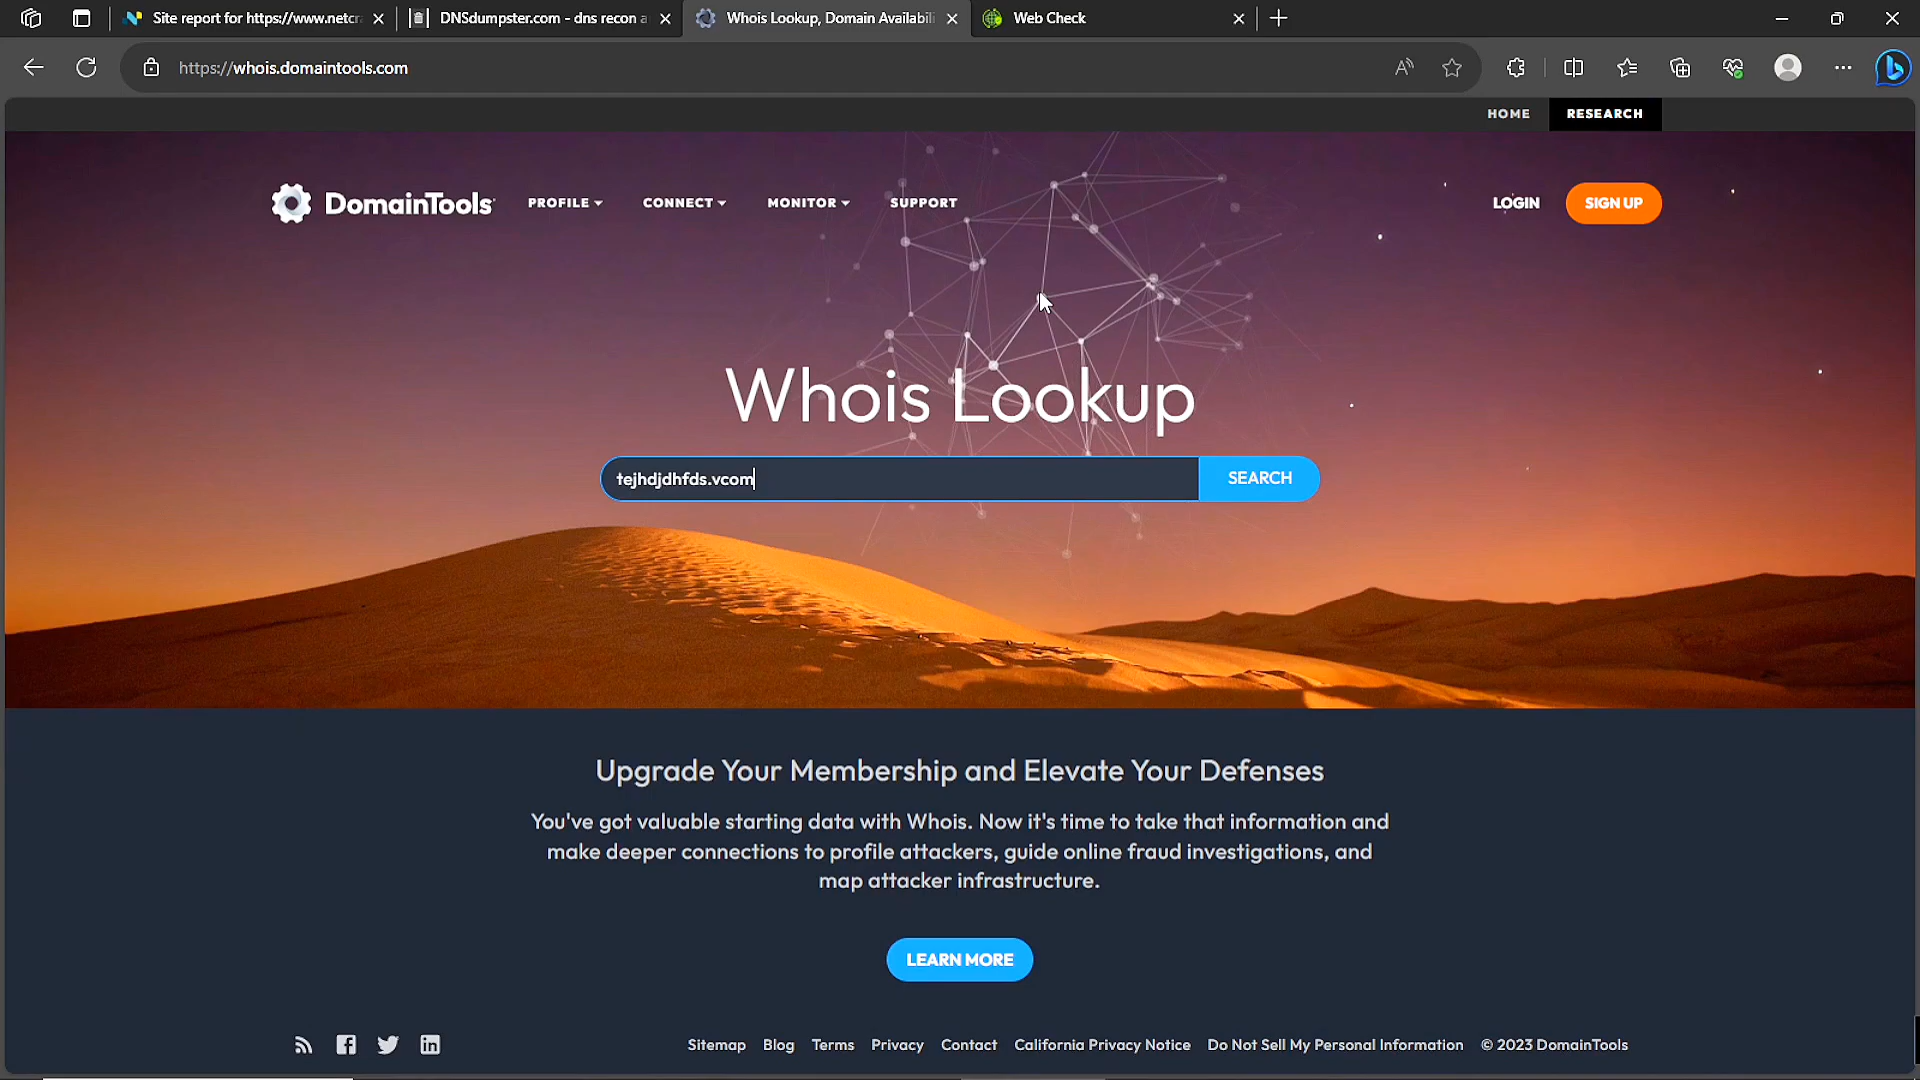 Site report for https://www.netcr
DNSdumpster.com - dns recon a
Whois Lookup, Domain Availabili
Web Check
https://whois.domaintools.com
HOME
RESEARCH
DomainTools
PROFILE
CONNECT
MONITOR
SUPPORT
LOGIN
SIGN UP
Whois Lookup
tejhdjdhfds.vcom
SEARCH
Upgrade Your Membership and Elevate Your Defenses
You've got valuable starting data with Whois. Now it's time to take that information and
make deeper connections to profile attackers, guide online fraud investigations, and
map attacker infrastructure.
LEARN MORE
Sitemap Blog Terms Privacy Contact California Privacy Notice Do Not Sell My Personal Information © 2023 DomainTools